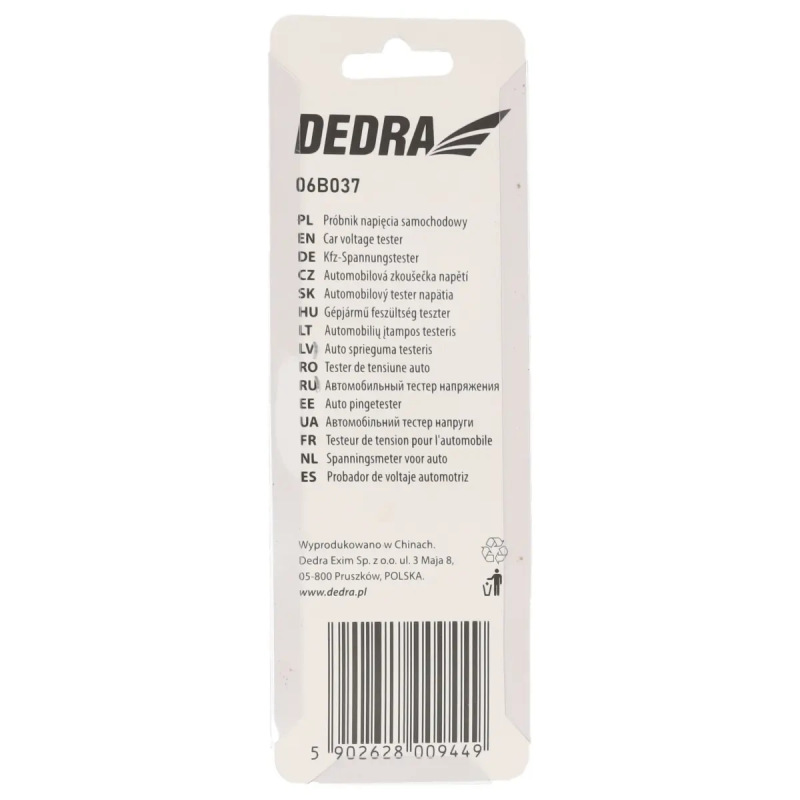 DEDRA
06B037
PL Próbnik napięcia samochodowy
EN Car voltage tester
DE Kfz-Spannungstester
CZ Automobilová zkoušečka napětí
SK Automobilový tester napätia
HU Gépjármű feszültség teszter
LT Automobilių įtampos testeris
LV Auto sprieguma testeris
RO Tester de tensiune auto
RU Автомобильный тестер напряжения
EE Auto pingetester
UA Автомобільний тестер напруги
FR Testeur de tension pour l'automobile
NL Spanningsmeter voor auto
ES Probador de voltaje automotriz
Wyprodukowano w Chinach.
Dedra Exim Sp. z o.o. ul. 3 Maja 8,
05-800 Pruszków, POLSKA.
www.dedra.pl
5 902628 009449